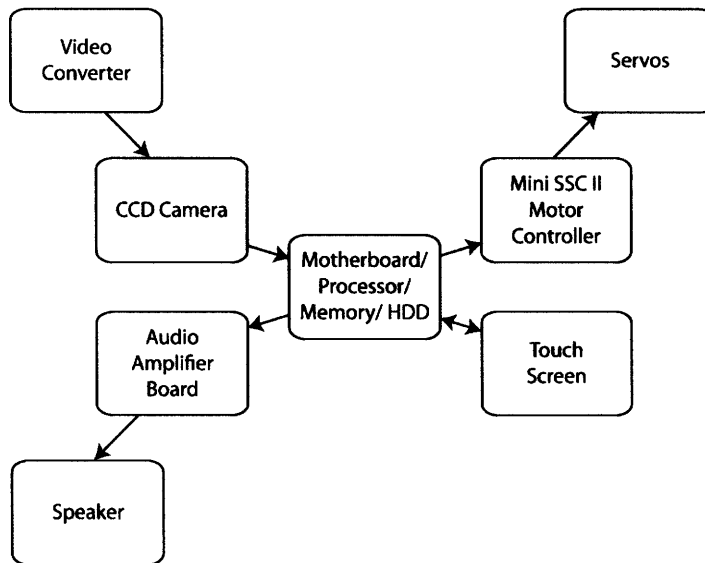 Video
Converter
Servos
CCD Camera
Mini SSC II
Motor
Controller
Motherboard/
Processor/
Memory/ HDD
Audio
Amplifier
Board
Touch
Screen
Speaker